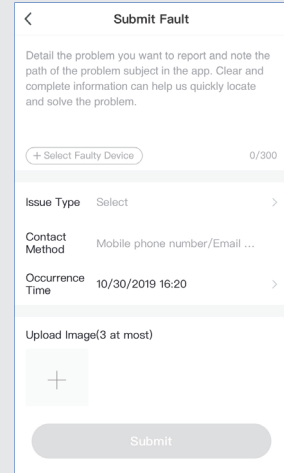 Submit Fault
Detail the problem you want to report and note the
path of the problem subject in the app. Clear and
complete information can help us quickly locate
and solve the problem.
+ Select Faulty Device 0/300
Issue Type Select
Contact
Method Mobile phone number/Email ...
Occurrence
Time 10/30/2019 16:20
Upload Image(3 at most)
Submit